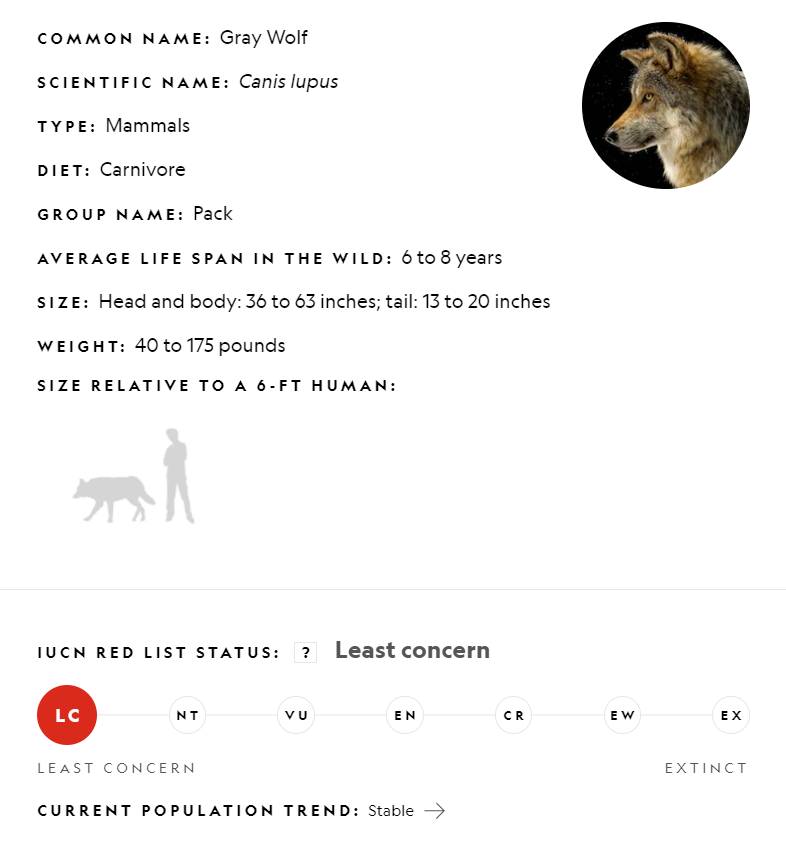 COMMON NAME: Gray Wolf
SCIENTIFIC NAME: Canis lupus
TYPE: Mammals
DIET: Carnivore
GROUP NAME: Pack
AVERAGE LIFE SPAN IN THE WILD: 6 to 8 years
SIZE: Head and body: 36 to 63 inches; tail: 13 to 20 inches
WEIGHT: 40 to 175 pounds
SIZE RELATIVE TO A 6-FT HUMAN:
IUCN RED LIST STATUS: ? Least concern
LC NT VU EN CR EW EX
LEAST CONCERN EXTINCT
CURRENT POPULATION TREND: Stable